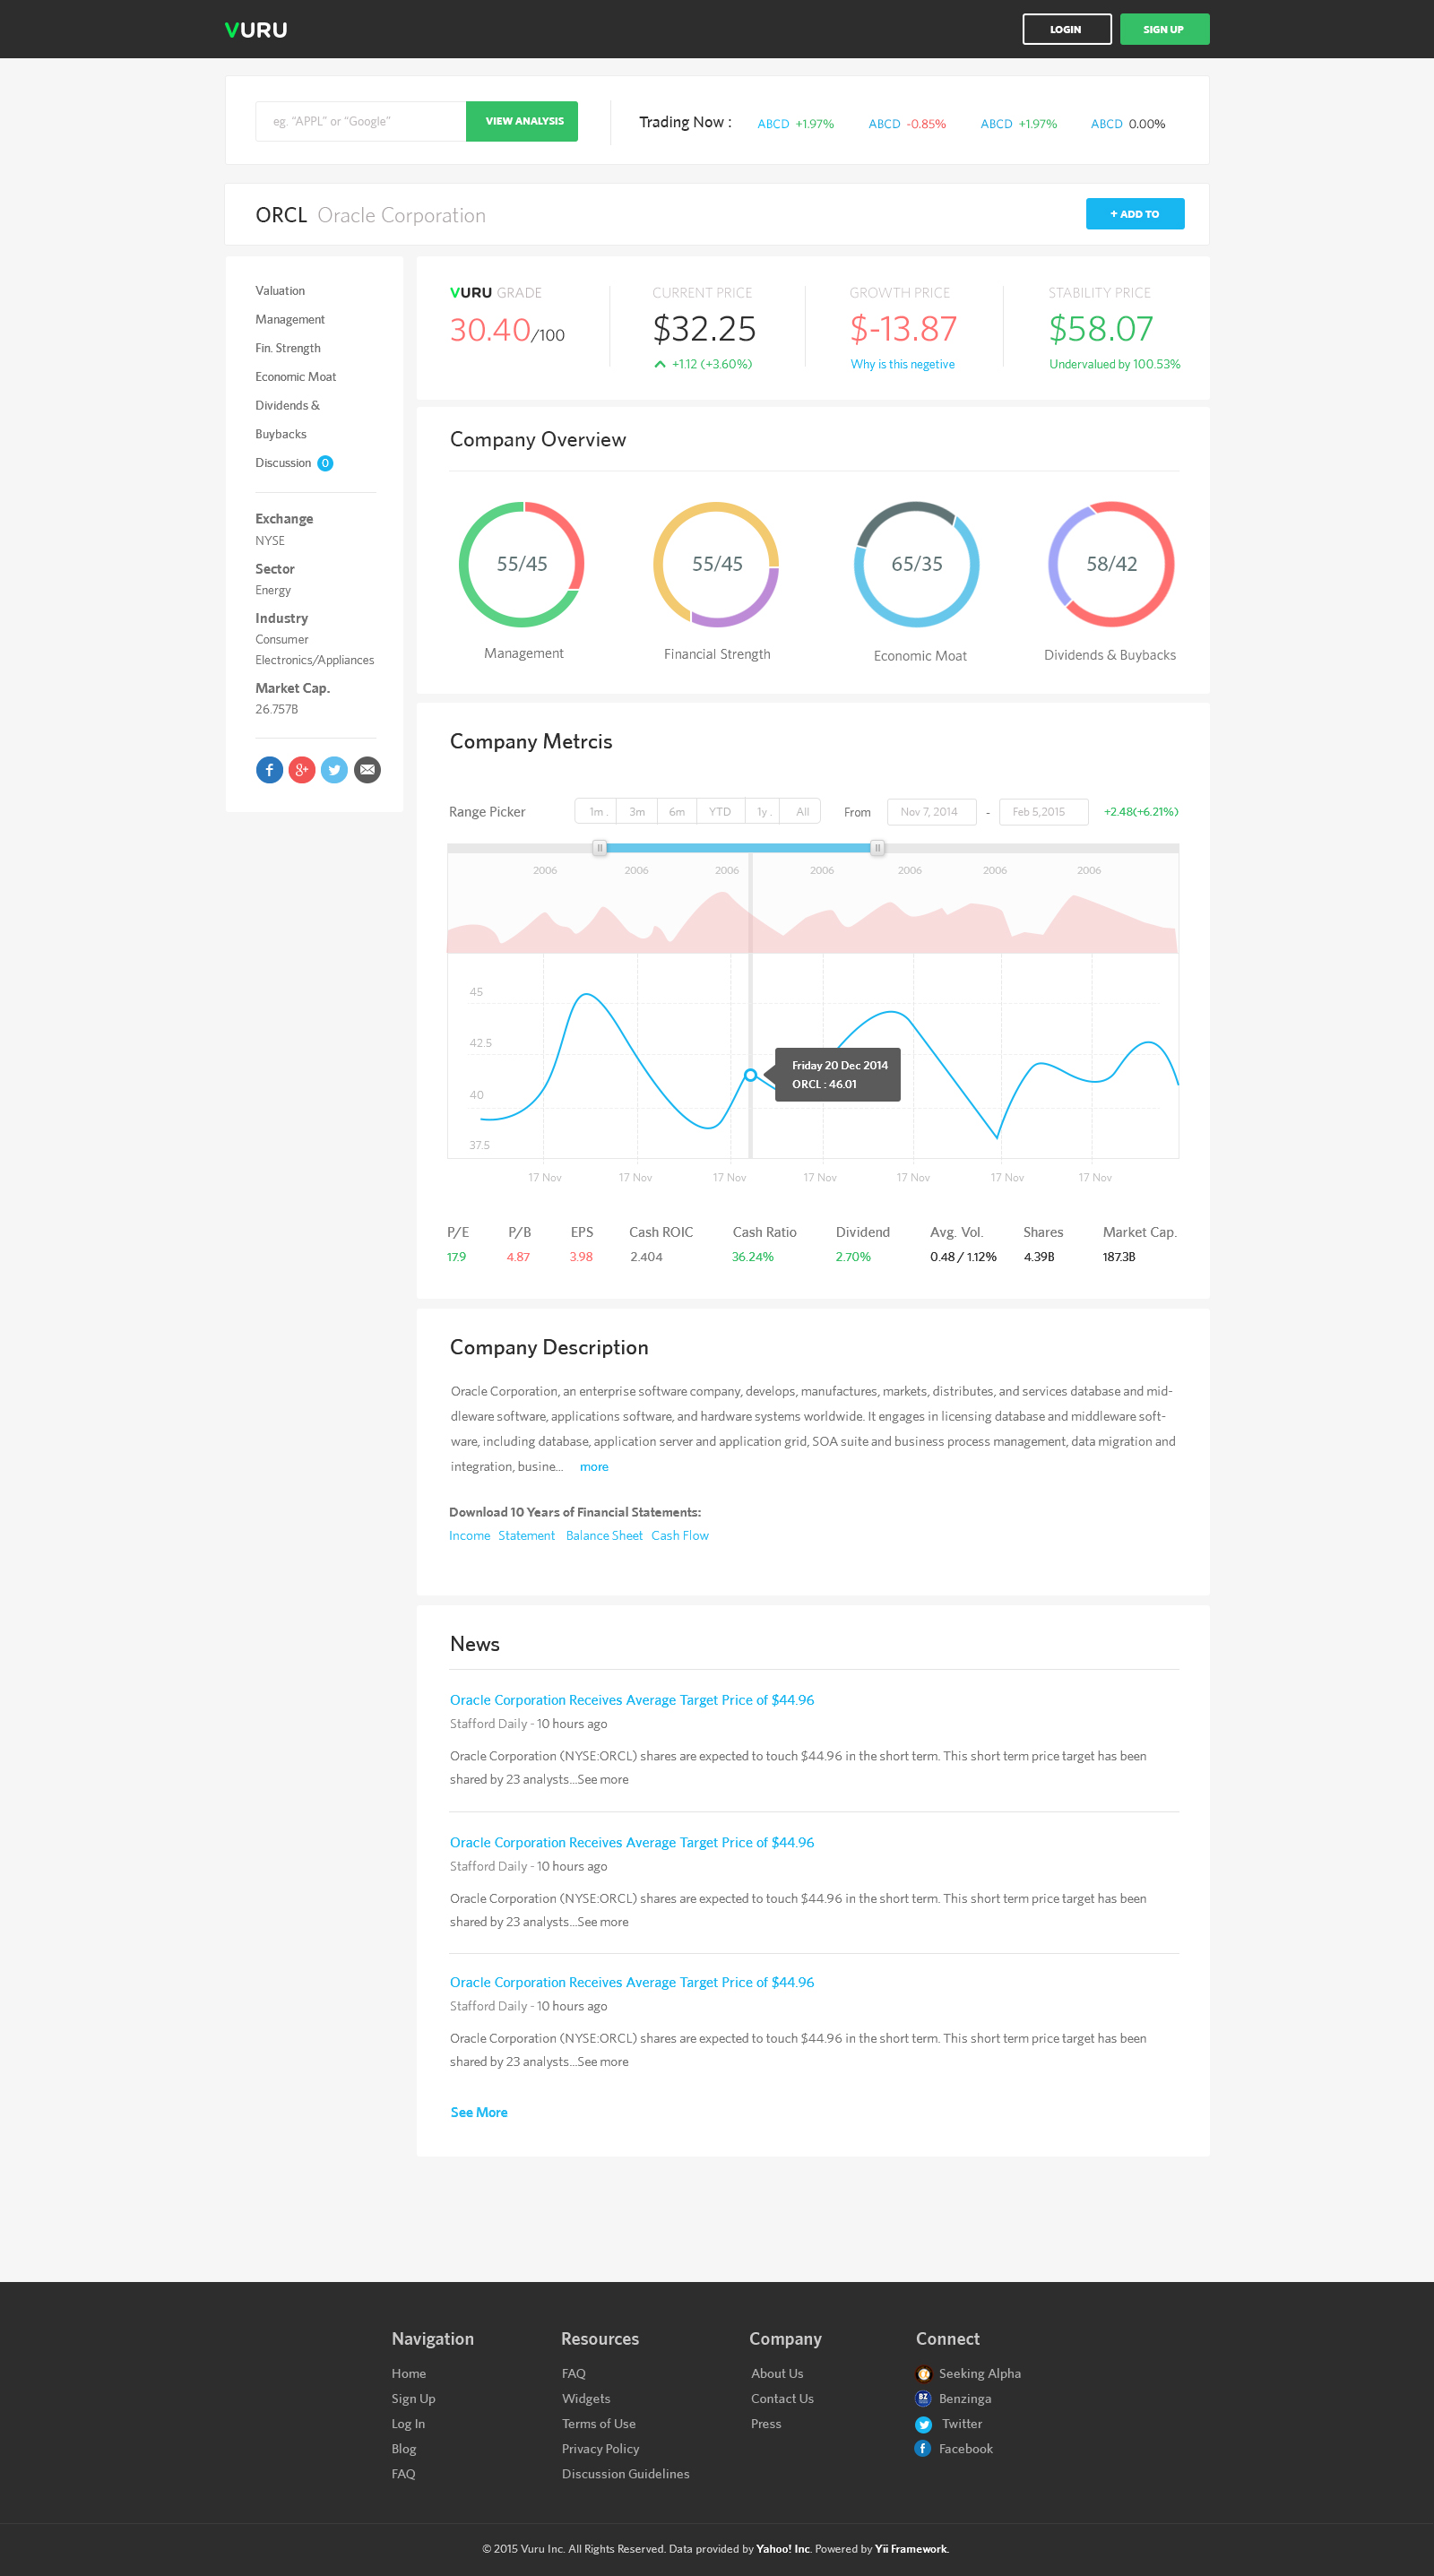 VURU
LOGIN
SIGN UP
eg. “APPL” or “Google”
VIEW ANALYSIS
Trading Now :
ABCD +1.97%
ABCD -0.85%
ABCD +1.97%
ABCD 0.00%
ORCL Oracle Corporation
+ ADD TO
Valuation
Management
Fin. Strength
Economic Moat
Dividends &
Buybacks
Discussion 0
Exchange
NYSE
Sector
Energy
Industry
Consumer
Electronics/Appliances
Market Cap.
26.757B
VURU GRADE
30.40/100
CURRENT PRICE
$32.25
+1.12 (+3.60%)
GROWTH PRICE
$-13.87
Why is this negetive
STABILITY PRICE
$58.07
Undervalued by 100.53%
Company Overview
55/45
55/45
65/35
58/42
Management
Financial Strength
Economic Moat
Dividends & Buybacks
Company Metrcis
Range Picker
1m .
3m
6m
YTD
1y .
All
From
Nov 7, 2014
-
Feb 5,2015
+2.48(+6.21%)
2006 2006 2006 2006 2006 2006 2006
45
42.5
40
37.5
Friday 20 Dec 2014
ORCL : 46.01
17 Nov 17 Nov 17 Nov 17 Nov 17 Nov 17 Nov 17 Nov
P/E P/B EPS Cash ROIC Cash Ratio Dividend Avg. Vol. Shares Market Cap.
17.9 4.87 3.98 2.404 36.24% 2.70% 0.48 / 1.12% 4.39B 187.3B
Company Description
Oracle Corporation, an enterprise software company, develops, manufactures, markets, distributes, and services database and mid-
dleware software, applications software, and hardware systems worldwide. It engages in licensing database and middleware soft-
ware, including database, application server and application grid, SOA suite and business process management, data migration and
integration, busine... more
Download 10 Years of Financial Statements:
Income Statement Balance Sheet Cash Flow
News
Oracle Corporation Receives Average Target Price of $44.96
Stafford Daily - 10 hours ago
Oracle Corporation (NYSE:ORCL) shares are expected to touch $44.96 in the short term. This short term price target has been
shared by 23 analysts...See more
Oracle Corporation Receives Average Target Price of $44.96
Stafford Daily - 10 hours ago
Oracle Corporation (NYSE:ORCL) shares are expected to touch $44.96 in the short term. This short term price target has been
shared by 23 analysts...See more
Oracle Corporation Receives Average Target Price of $44.96
Stafford Daily - 10 hours ago
Oracle Corporation (NYSE:ORCL) shares are expected to touch $44.96 in the short term. This short term price target has been
shared by 23 analysts...See more
See More
Navigation
Home
Sign Up
Log In
Blog
FAQ
Resources
FAQ
Widgets
Terms of Use
Privacy Policy
Discussion Guidelines
Company
About Us
Contact Us
Press
Connect
Seeking Alpha
BZ Benzinga
Twitter
Facebook
© 2015 Vuru Inc. All Rights Reserved. Data provided by Yahoo! Inc. Powered by Yii Framework.